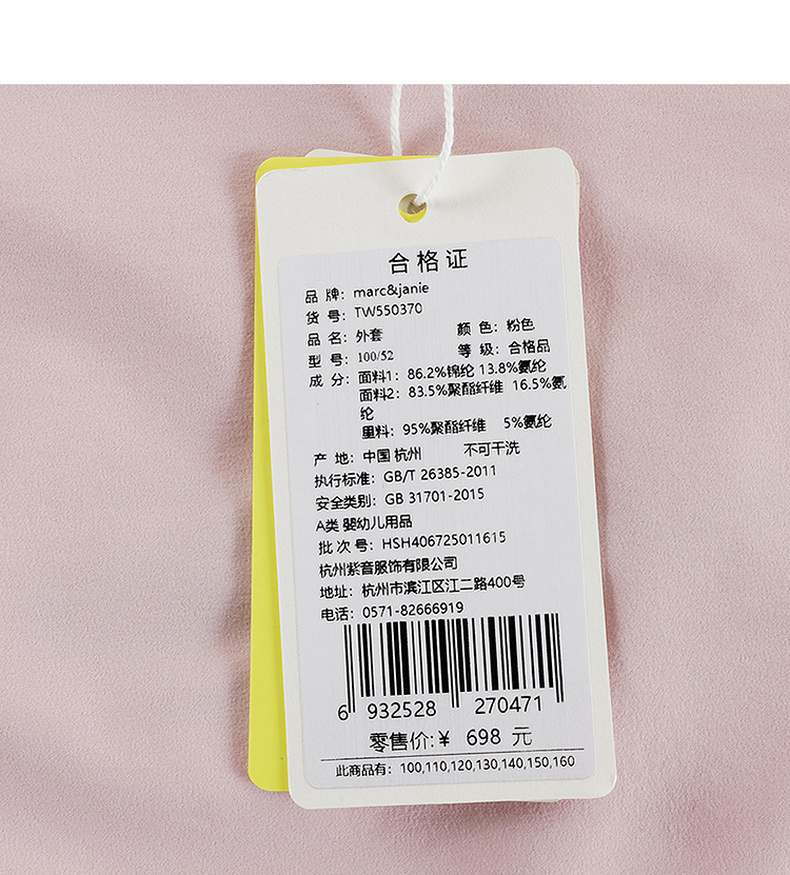 合格证
品 牌：marc&janie
货 号：TW550370
品 名：外套 颜 色：粉色
型 号：100/52 等 级：合格品
成 分：面料1：86.2%锦纶 13.8%氨纶
面料2：83.5%聚酯纤维 16.5%氨
纶
里料：95%聚酯纤维 5%氨纶
产 地：中国 杭州 不可干洗
执行标准：GB/T 26385-2011
安全类别：GB 31701-2015
A类 婴幼儿用品
批 次 号：HSH406725011615
杭州紫音服饰有限公司
地址：杭州市滨江区江二路400号
电话：0571-82666919
6 932528 270471
零售价:¥ 698 元
此商品有：100,110,120,130,140,150,160